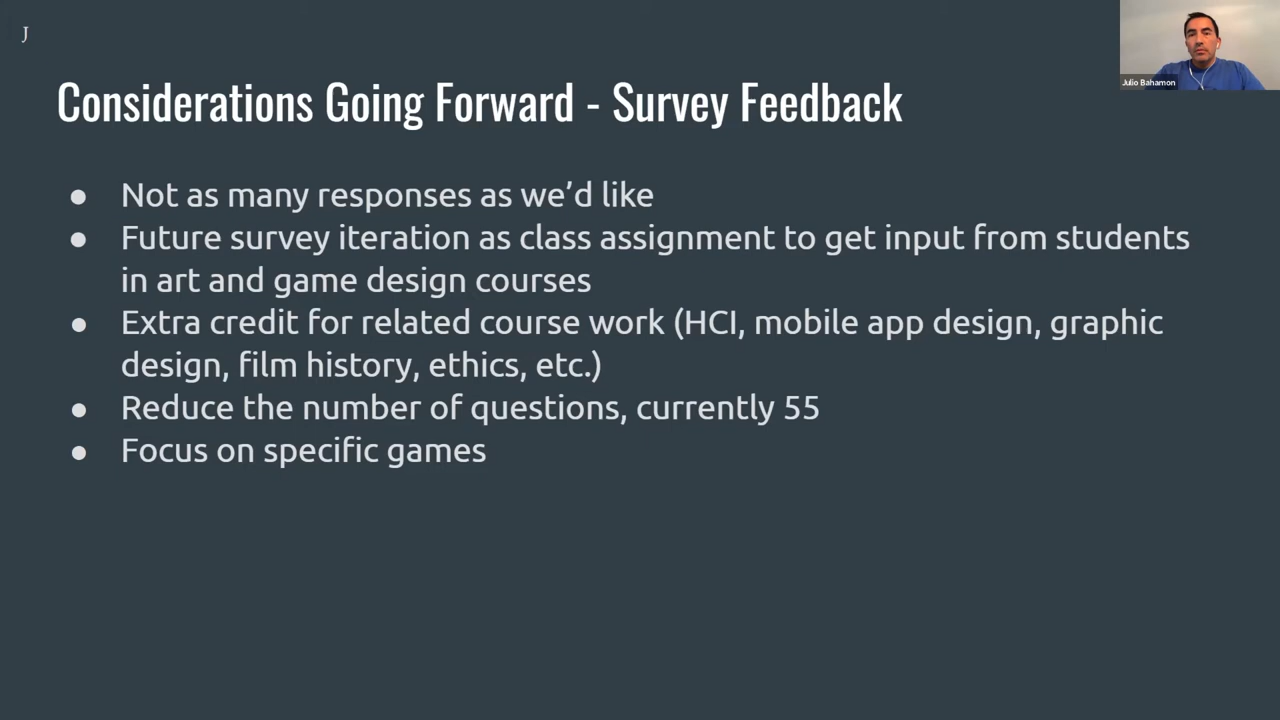 J
Julio Bahamon
Considerations Going Forward - Survey Feedback
● Not as many responses as we’d like
● Future survey iteration as class assignment to get input from students
in art and game design courses
● Extra credit for related course work (HCI, mobile app design, graphic
design, film history, ethics, etc.)
● Reduce the number of questions, currently 55
● Focus on specific games